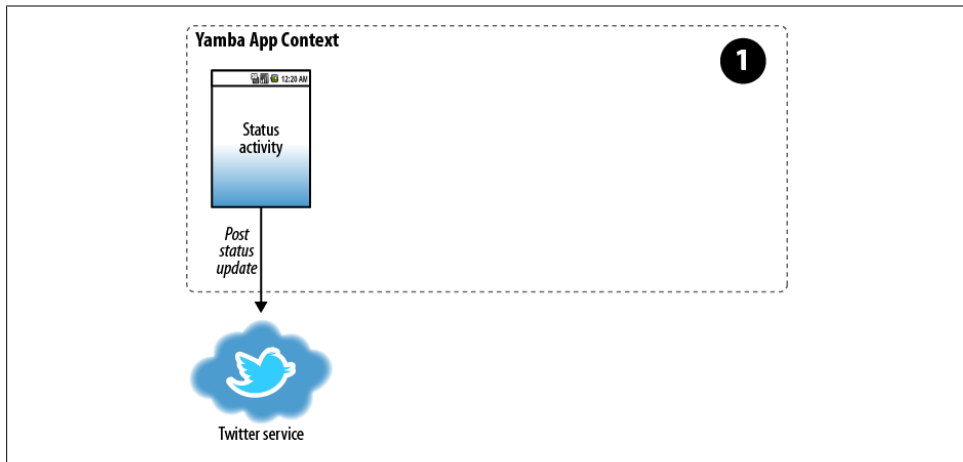 Yamba App Context
1
12:20 AM
Status
activity
Post
status
update
Twitter service